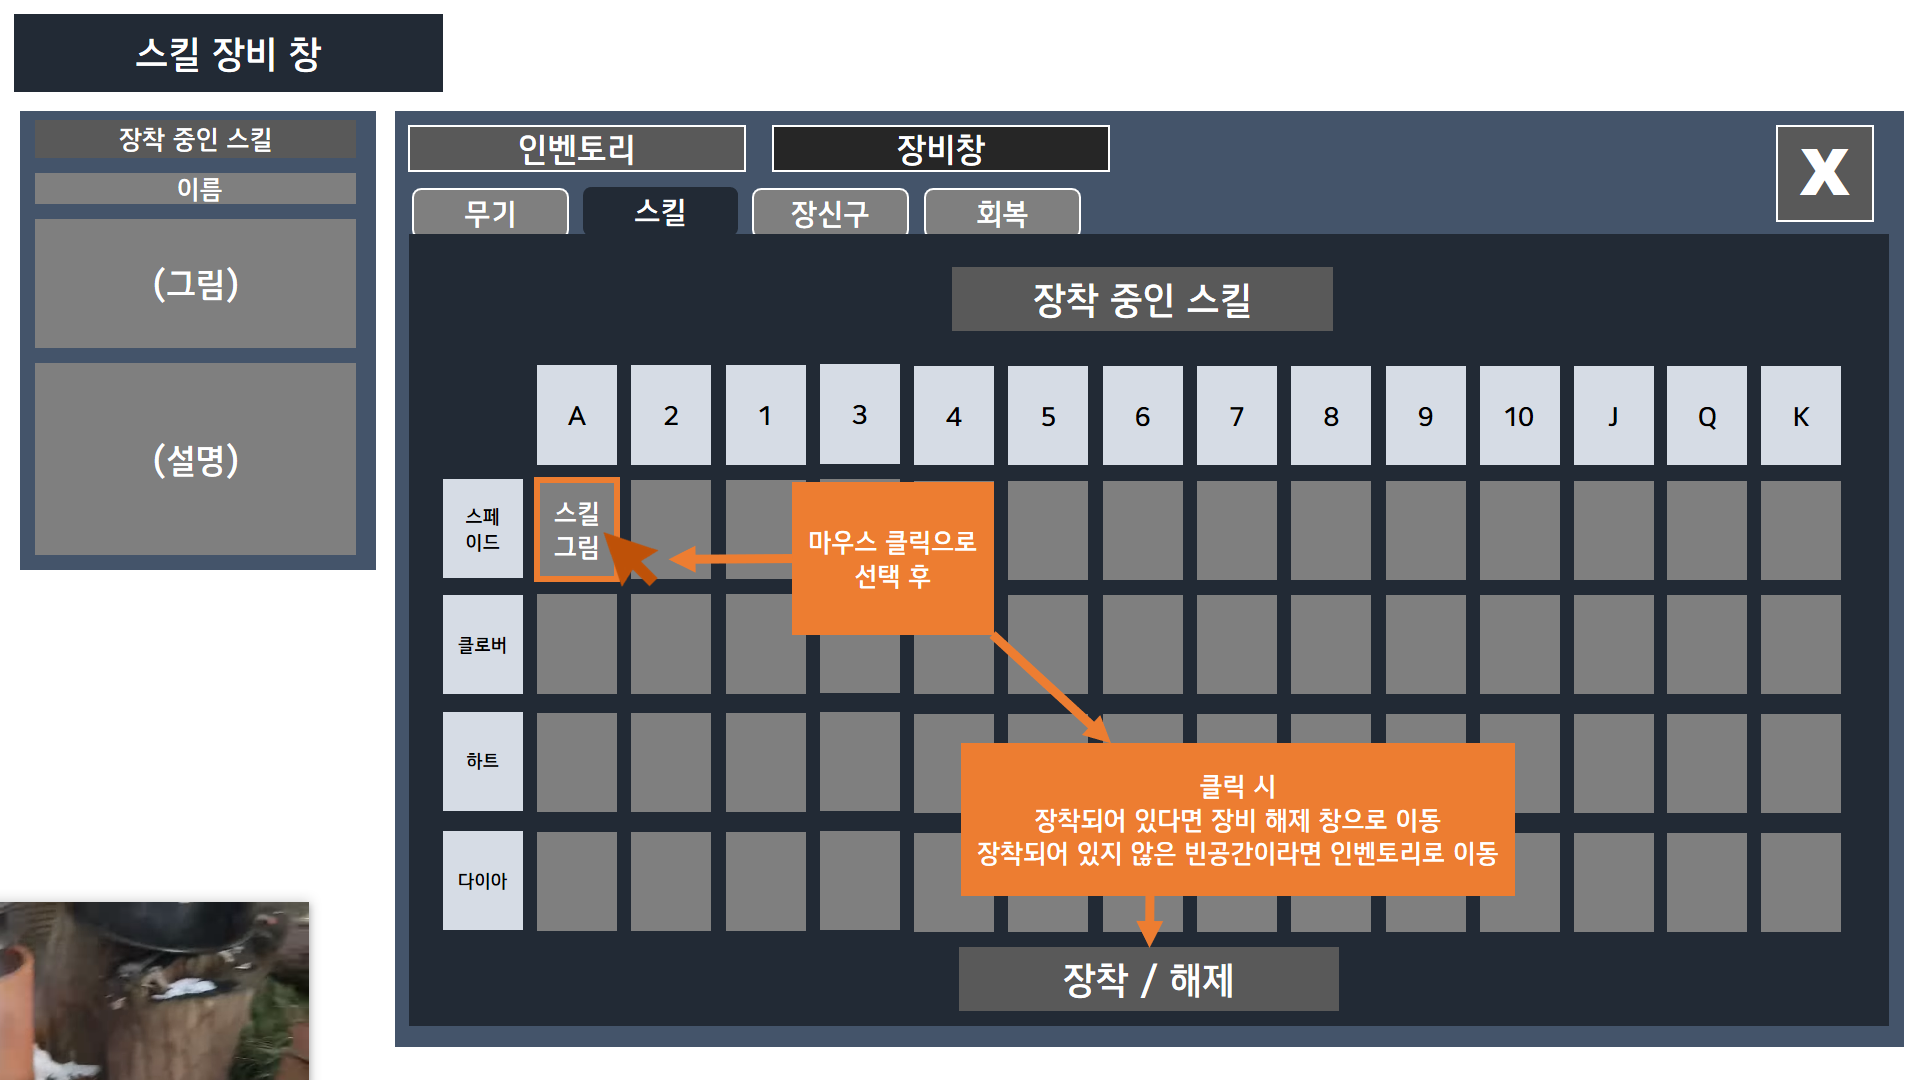 스킬 장비 창
장착 중인 스킬
이름
(그림)
(설명)
인벤토리
장비창
X
무기
스킬
장신구
회복
장착 중인 스킬
A
2
1
3
4
5
6
7
8
9
10
J
Q
K
스페
이드
스킬
그림
마우스 클릭으로
선택 후
클로버
하트
클릭 시
장착되어 있다면 장비 해제 창으로 이동
장착되어 있지 않은 빈공간이라면 인벤토리로 이동
다이아
장착 / 해제